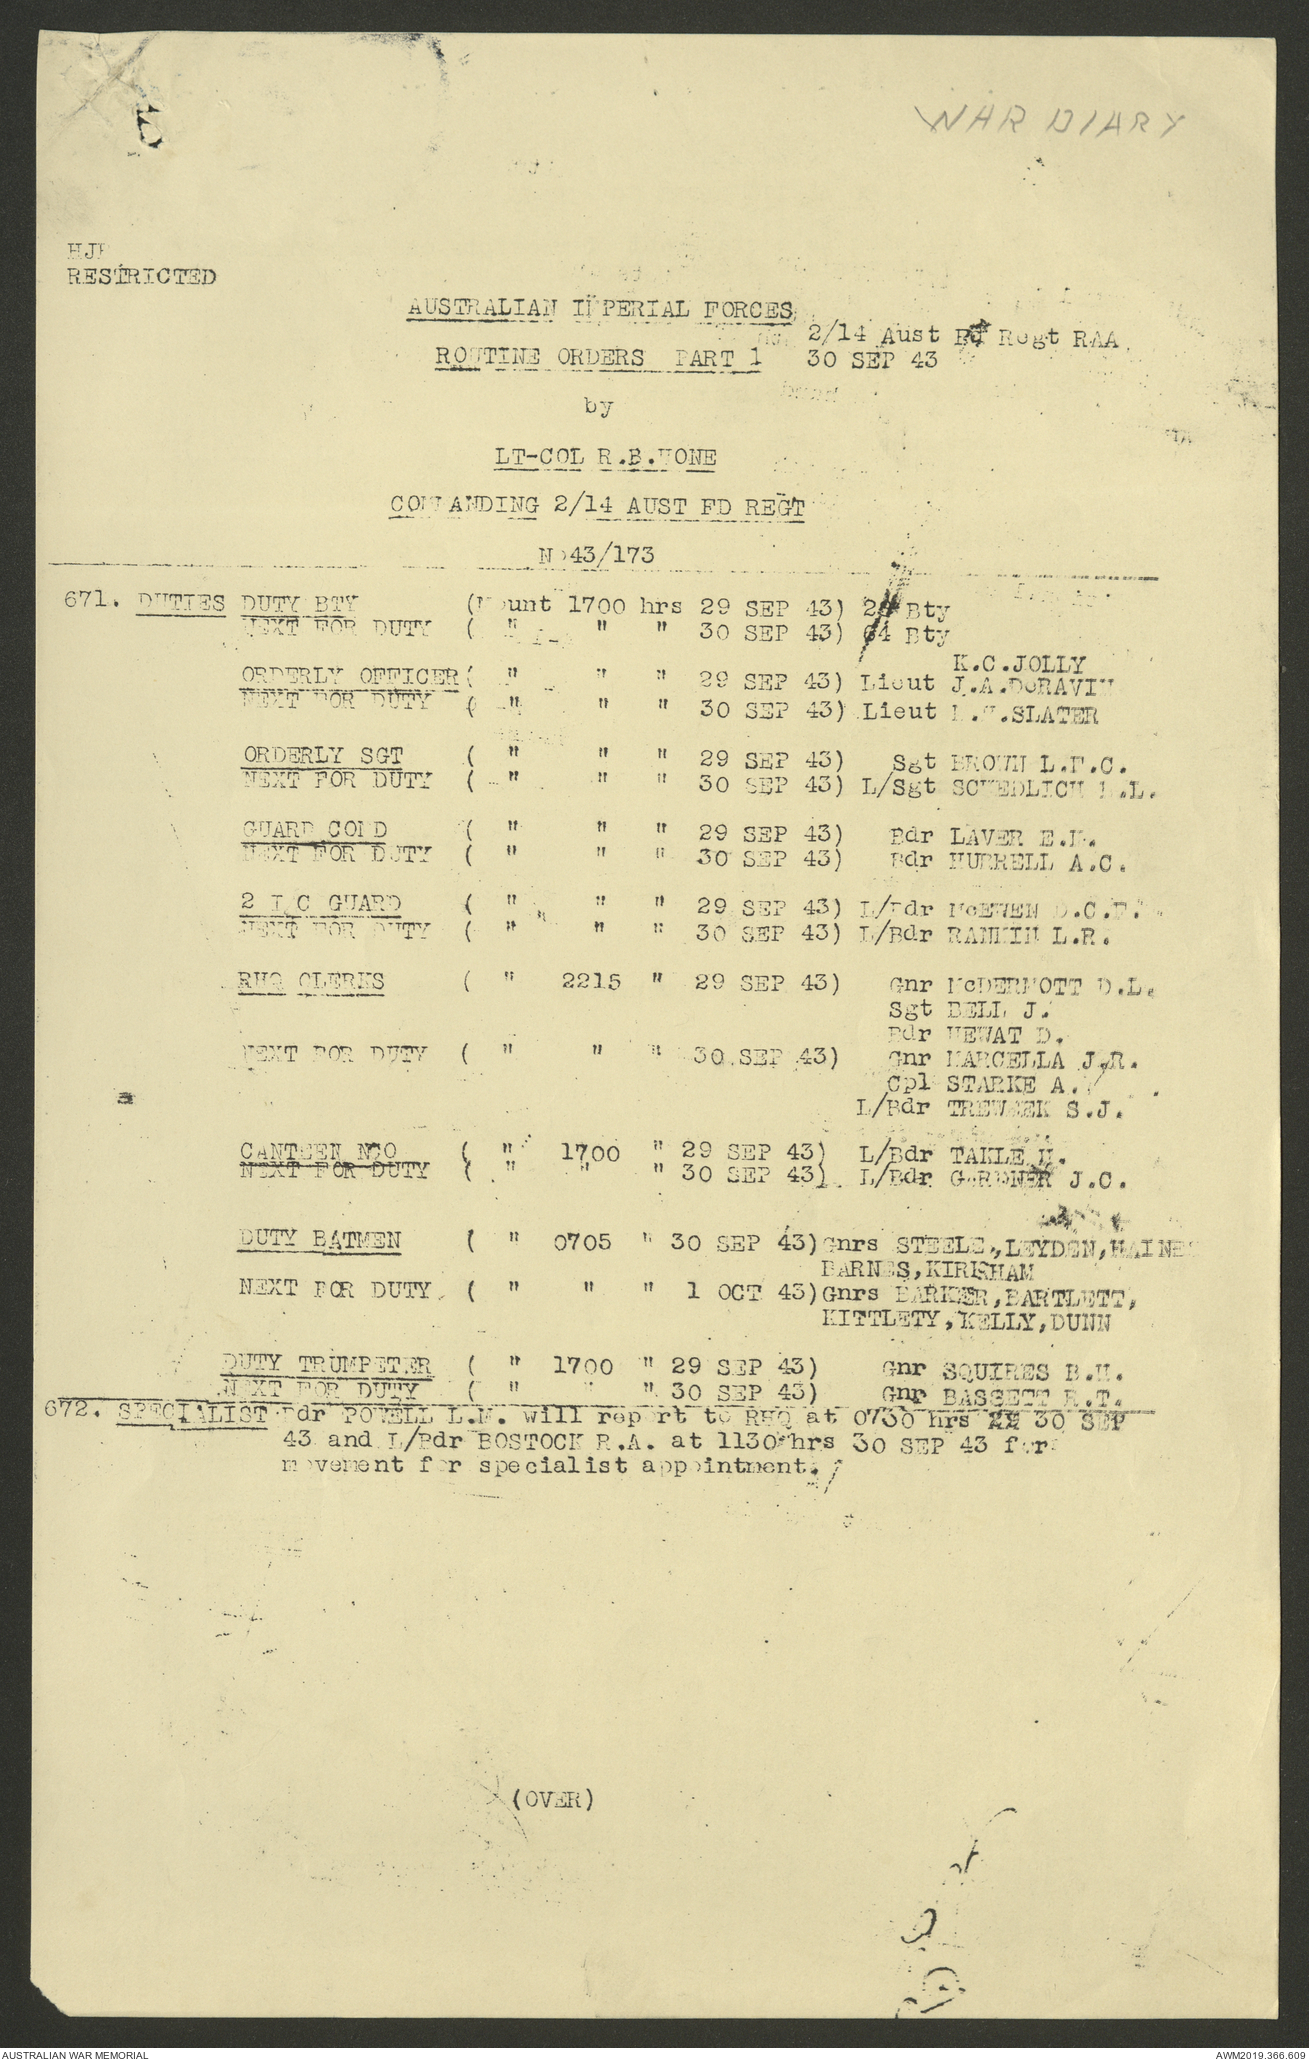 WAR DIARY
HJP
RESTRICTED
AUSTRALIAN IMPERIAL FORCES
2/14 Aust Fd Regt RAA
ROUTINE ORDERS PART 1 30 SEP 43
by
LT-COL R.B.HONE
COMMANDING 2/14 AUST FD REGT
No 43/173
671. DUTIES DUTY BTY (Mount 1700 hrs 29 SEP 43) 28 Bty
NEXT FOR DUTY ( " " " 30 SEP 43) 64 Bty
K.C.JOLLY
ORDERLY OFFICER ( " " " 29 SEP 43) Lieut J.A.DORAVIN
NEXT FOR DUTY ( " " " 30 SEP 43) Lieut SLATER
ORDERLY SGT ( " " " 29 SEP 43) Sgt BROWN L.F.C.
NEXT FOR DUTY ( " " " 30 SEP 43) L/Sgt SCHEDLICH L.
GUARD COMD ( " " " 29 SEP 43) Bdr LAVER E.
NEXT FOR DUTY ( " " " 30 SEP 43) Bdr HURRELL A.C.
2 I C GUARD ( " " " 29 SEP 43) L/Bdr McEWEN D.C.F.
NEXT FOR DUTY ( " " " 30 SEP 43) L/Bdr RANKIN L.R.
RHQ CLERKS ( " 2215 " 29 SEP 43) Gnr McDERMOTT D.L.
Sgt BELL J.
Bdr HEWAT D.
NEXT FOR DUTY ( " " " 30 SEP 43) Gnr MARCELLA J.R.
Cpl STARKE A.
L/Bdr TREWEEK S.J.
CANTEEN NCO ( " 1700 " 29 SEP 43) L/Bdr TAKLE H.
NEXT FOR DUTY ( " " " 30 SEP 43) L/Bdr GARDNER J.C.
DUTY BATMEN ( " 0705 " 30 SEP 43) Gnrs STEELE, LEYDEN, HAINES
BARNES, KIRKHAM
NEXT FOR DUTY ( " " " 1 OCT 43) Gnrs BARKER, BARTLETT,
KITTLETY, KELLY, DUNN
DUTY TRUMPETER ( " 1700 " 29 SEP 43) Gnr SQUIRES B.H.
NEXT FOR DUTY ( " " " 30 SEP 43) Gnr BASSETT R.T.
672. SPECIALIST Bdr POWELL L.M. will report to RHQ at 0730 hrs 30 SEP
43 and L/Bdr BOSTOCK R.A. at 1130 hrs 30 SEP 43 for
movement for specialist appointment.
(OVER)
AUSTRALIAN WAR MEMORIAL
AWM2019.366.609